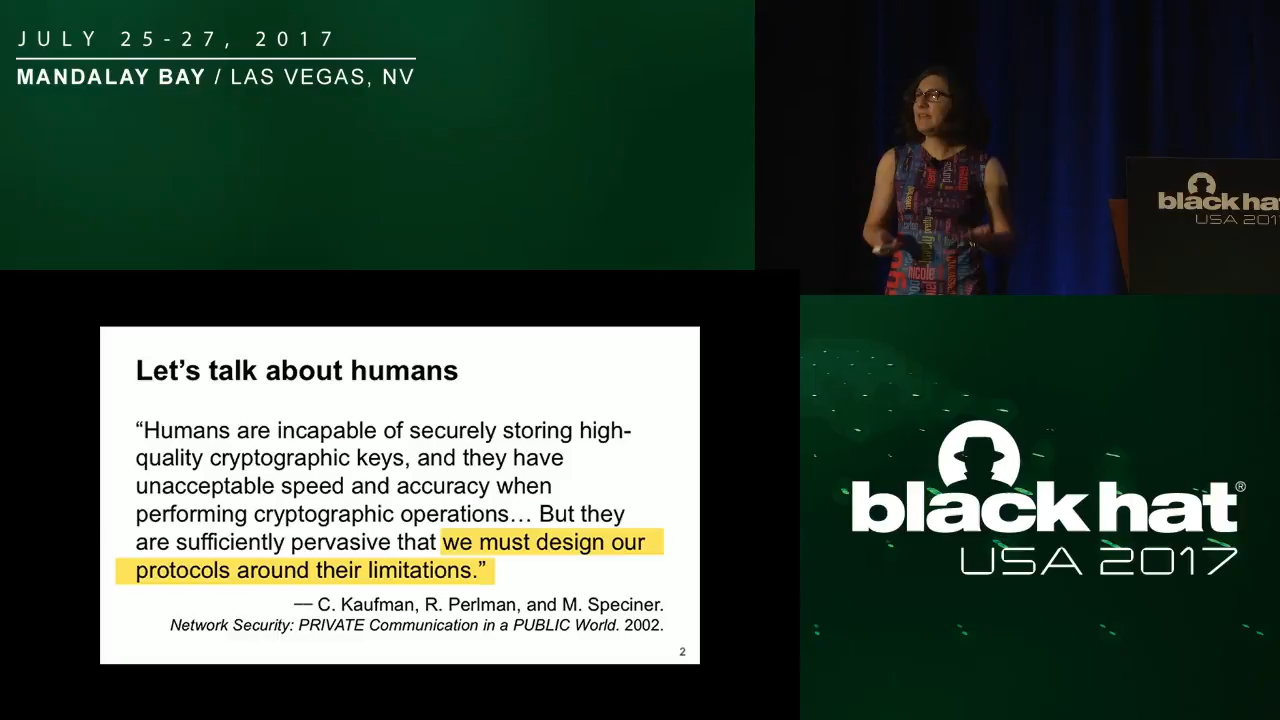 JULY 25-27, 2017
MANDALAY BAY / LAS VEGAS, NV
nicole
black ha
USA 201
Let's talk about humans
“Humans are incapable of securely storing high-
quality cryptographic keys, and they have
unacceptable speed and accuracy when
performing cryptographic operations… But they
are sufficiently pervasive that we must design our
protocols around their limitations.”
— C. Kaufman, R. Perlman, and M. Speciner.
Network Security: PRIVATE Communication in a PUBLIC World. 2002.
2
black hat®
USA 2017